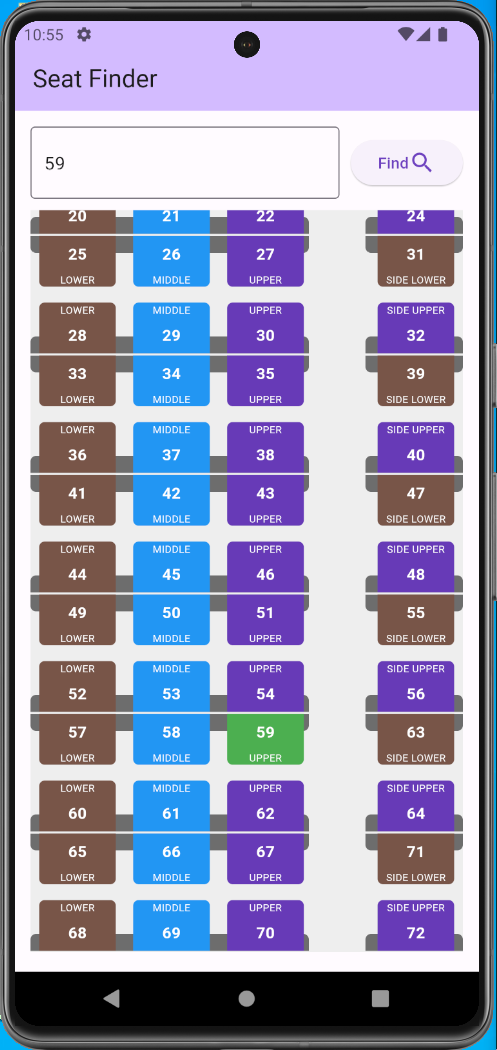 10:55
Seat Finder
59
Find
20 21 22 24
25 26 27 31
LOWER MIDDLE UPPER SIDE LOWER
LOWER MIDDLE UPPER SIDE UPPER
28 29 30 32
33 34 35 39
LOWER MIDDLE UPPER SIDE LOWER
LOWER MIDDLE UPPER SIDE UPPER
36 37 38 40
41 42 43 47
LOWER MIDDLE UPPER SIDE LOWER
LOWER MIDDLE UPPER SIDE UPPER
44 45 46 48
49 50 51 55
LOWER MIDDLE UPPER SIDE LOWER
LOWER MIDDLE UPPER SIDE UPPER
52 53 54 56
57 58 59 63
LOWER MIDDLE UPPER SIDE LOWER
LOWER MIDDLE UPPER SIDE UPPER
60 61 62 64
65 66 67 71
LOWER MIDDLE UPPER SIDE LOWER
LOWER MIDDLE UPPER SIDE UPPER
68 69 70 72